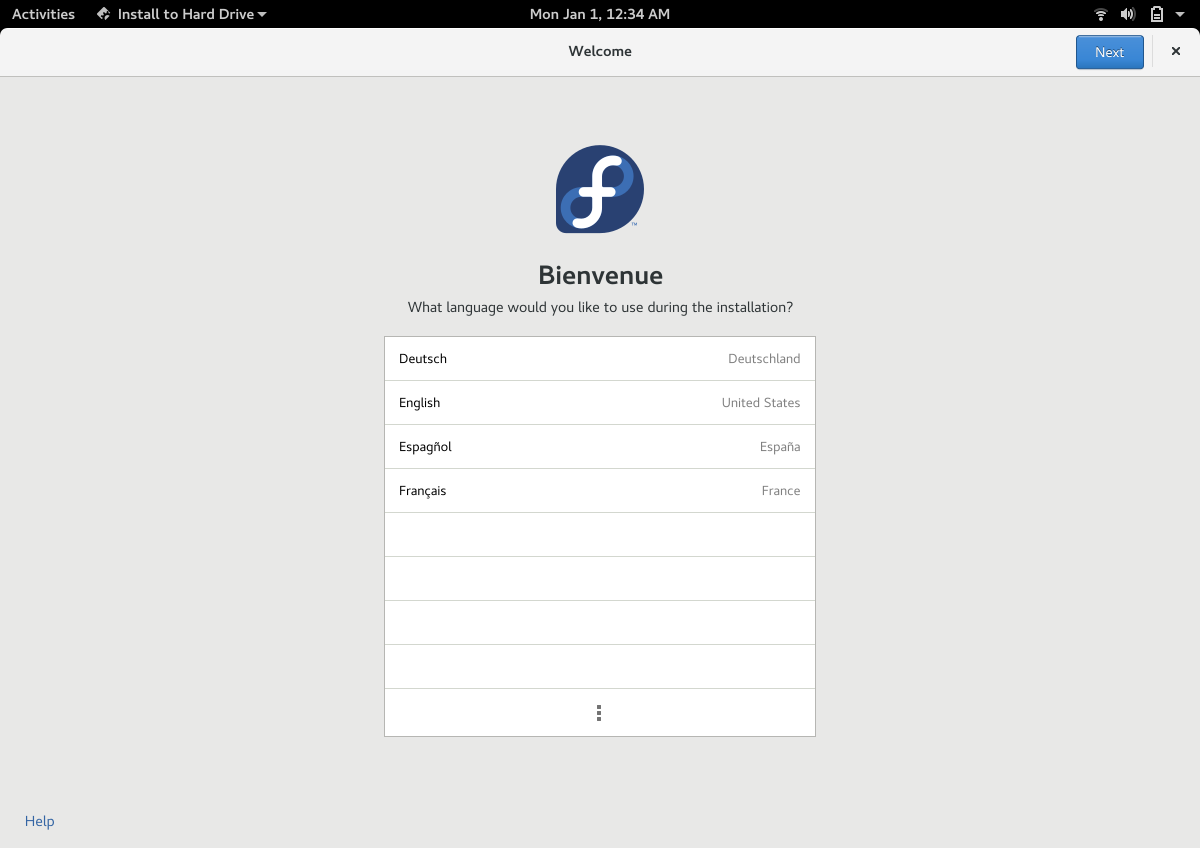 Activities Install to Hard Drive Mon Jan 1, 12:34 AM
Welcome Next
Bienvenue
What language would you like to use during the installation?
Deutsch Deutschland
English United States
Espagñol España
Français France
Help